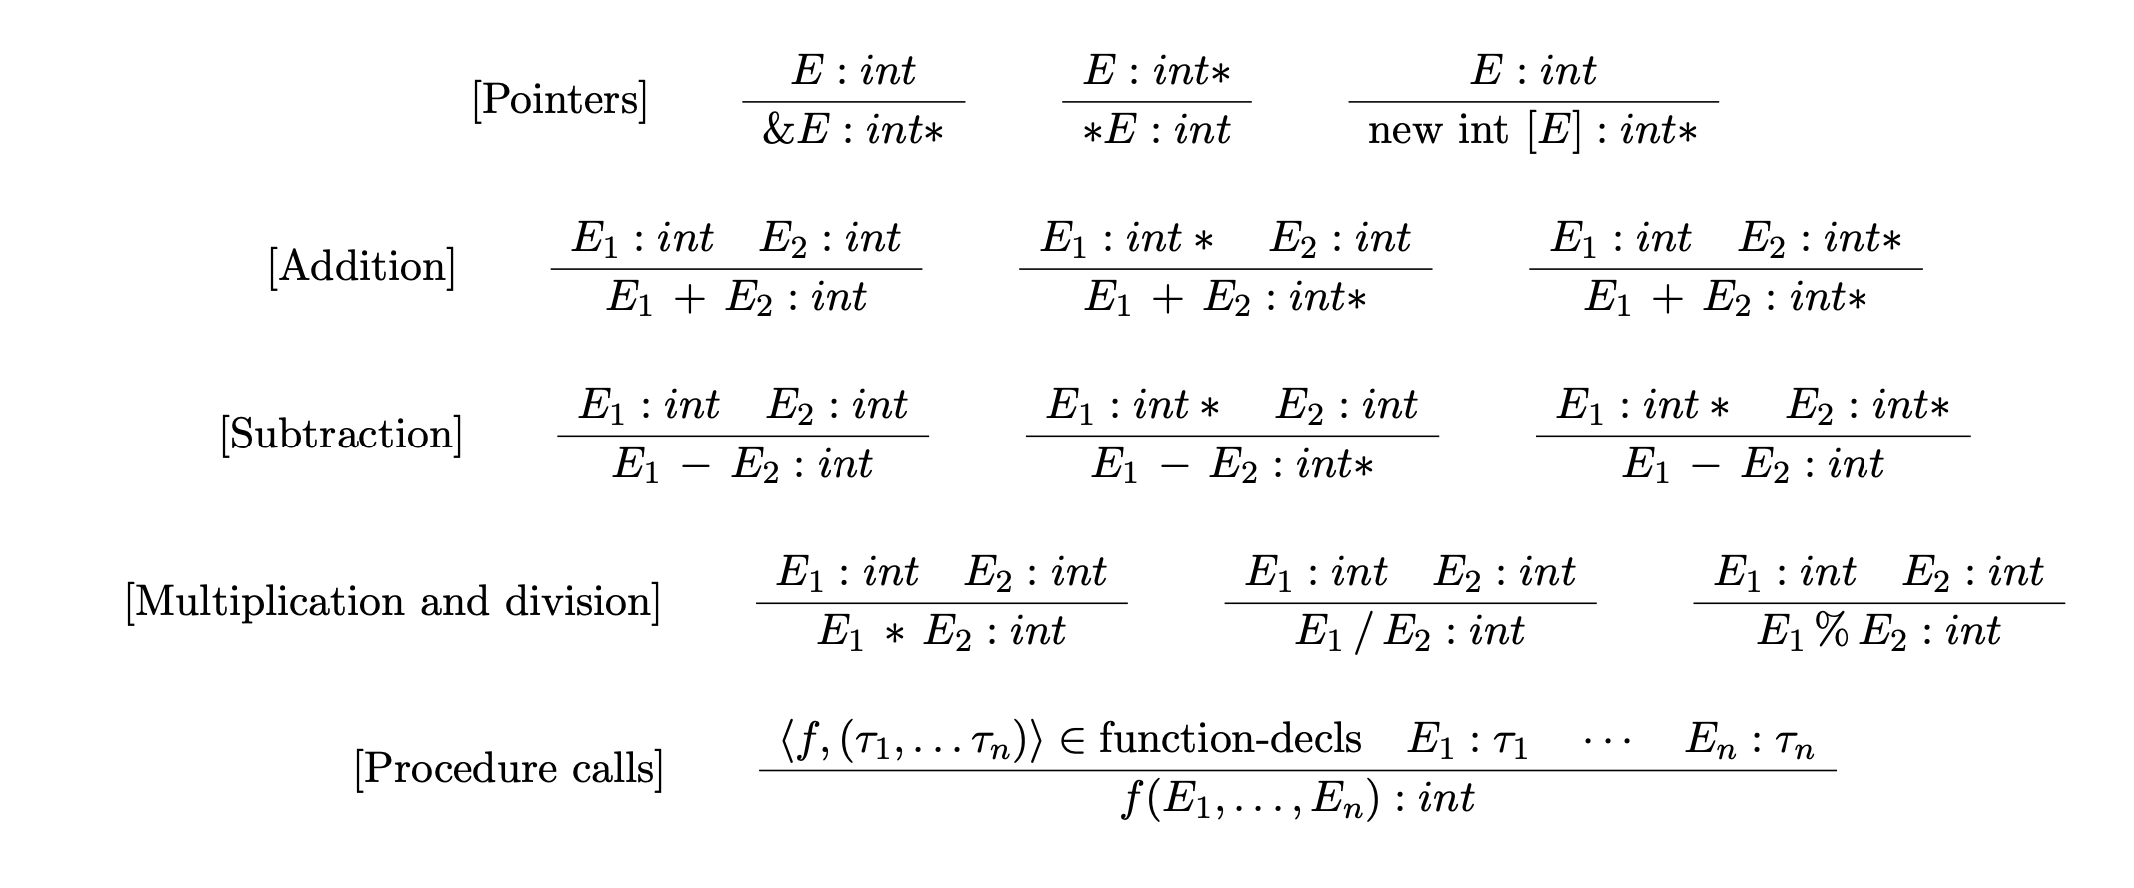 [Pointers] E : int / &E : int∗    E : int∗ / ∗E : int    E : int / new int [E] : int∗
[Addition] E₁ : int E₂ : int / E₁ + E₂ : int    E₁ : int ∗ E₂ : int / E₁ + E₂ : int∗    E₁ : int E₂ : int∗ / E₁ + E₂ : int∗
[Subtraction] E₁ : int E₂ : int / E₁ − E₂ : int    E₁ : int ∗ E₂ : int / E₁ − E₂ : int∗    E₁ : int ∗ E₂ : int∗ / E₁ − E₂ : int
[Multiplication and division] E₁ : int E₂ : int / E₁ ∗ E₂ : int    E₁ : int E₂ : int / E₁ / E₂ : int    E₁ : int E₂ : int / E₁ % E₂ : int
[Procedure calls] ⟨f, (τ₁, … τₙ)⟩ ∈ function-decls E₁ : τ₁ ⋯ Eₙ : τₙ / f(E₁, …, Eₙ) : int